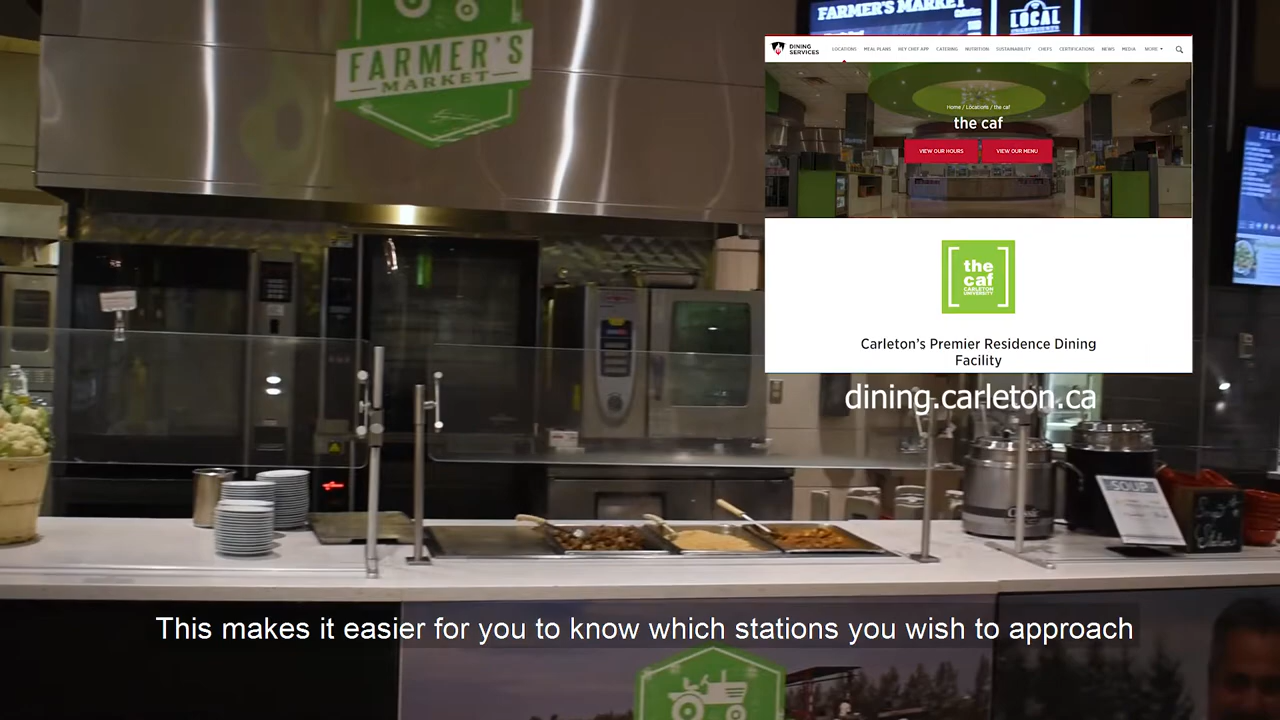 FARMER'S
MARKET
FARMER'S MARKET
LOCAL
DINING
SERVICES
LOCATIONS MEAL PLANS HEY CHEF APP CATERING NUTRITION SUSTAINABILITY CHEFS CERTIFICATIONS NEWS MEDIA MORE
Home / Locations / the caf
the caf
VIEW OUR HOURS VIEW OUR MENU
the
caf
CARLETON
UNIVERSITY
Carleton's Premier Residence Dining
Facility
dining.carleton.ca
SOUP
This makes it easier for you to know which stations you wish to approach